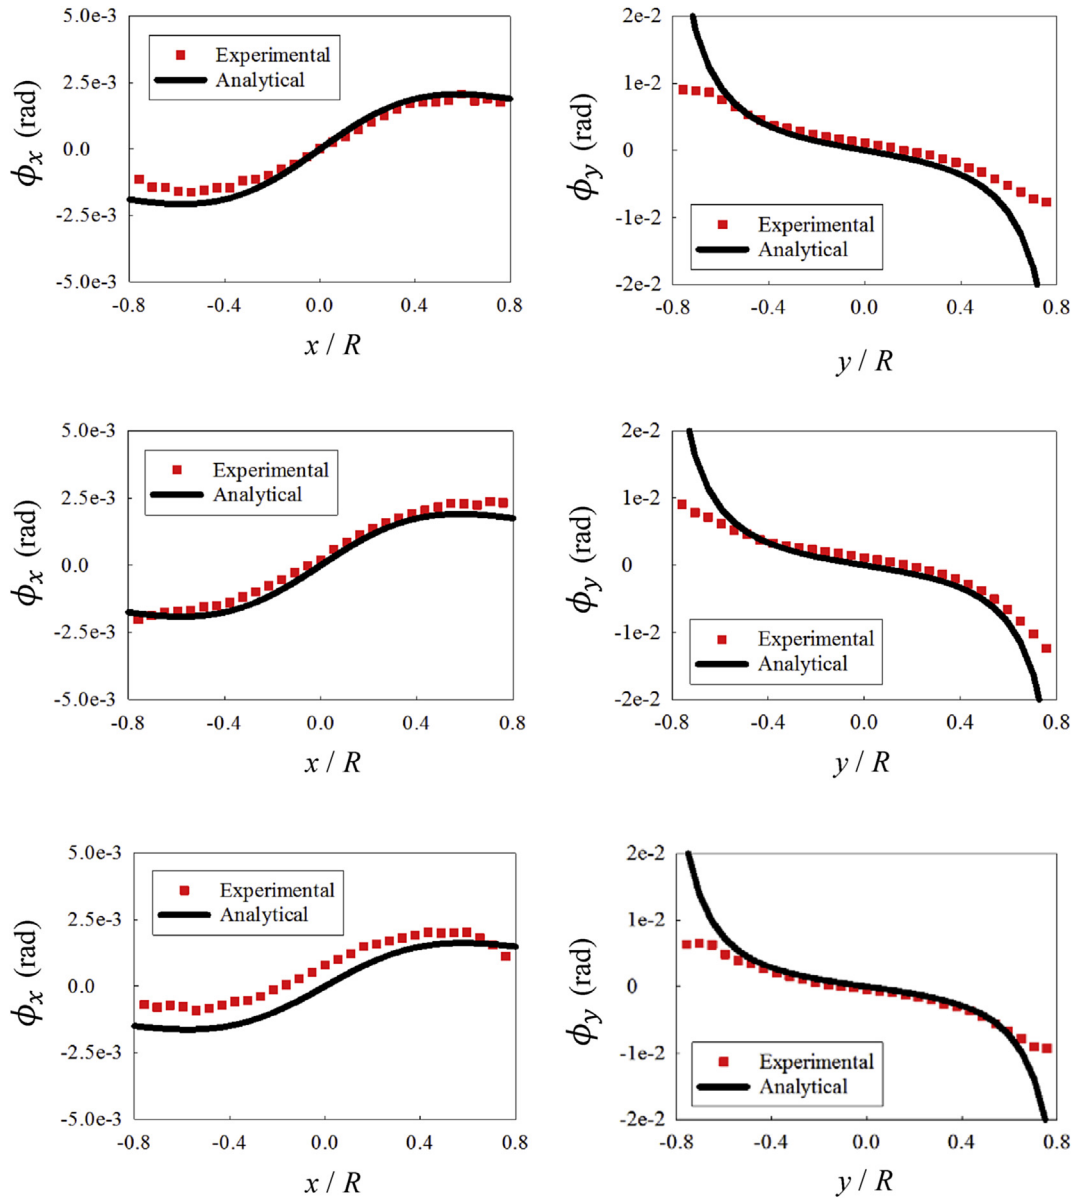 5.0e-3
2.5e-3
0.0
-2.5e-3
-5.0e-3
ϕx (rad)
Experimental
Analytical
-0.8 -0.4 0.0 0.4 0.8
x / R
2e-2
1e-2
0
-1e-2
-2e-2
ϕy (rad)
Experimental
Analytical
-0.8 -0.4 0.0 0.4 0.8
y / R
5.0e-3
2.5e-3
0.0
-2.5e-3
-5.0e-3
ϕx (rad)
Experimental
Analytical
-0.8 -0.4 0.0 0.4 0.8
x / R
2e-2
1e-2
0
-1e-2
-2e-2
ϕy (rad)
Experimental
Analytical
-0.8 -0.4 0.0 0.4 0.8
y / R
5.0e-3
2.5e-3
0.0
-2.5e-3
-5.0e-3
ϕx (rad)
Experimental
Analytical
-0.8 -0.4 0.0 0.4 0.8
x / R
2e-2
1e-2
0
-1e-2
-2e-2
ϕy (rad)
Experimental
Analytical
-0.8 -0.4 0.0 0.4 0.8
y / R